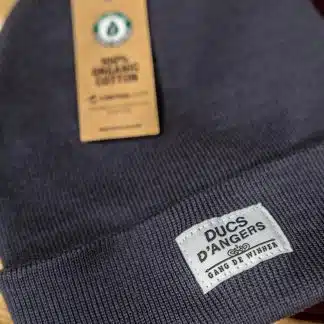 100%
ORGANIC
COTTON
DUCS
D'ANGERS
GANG DE WINNER